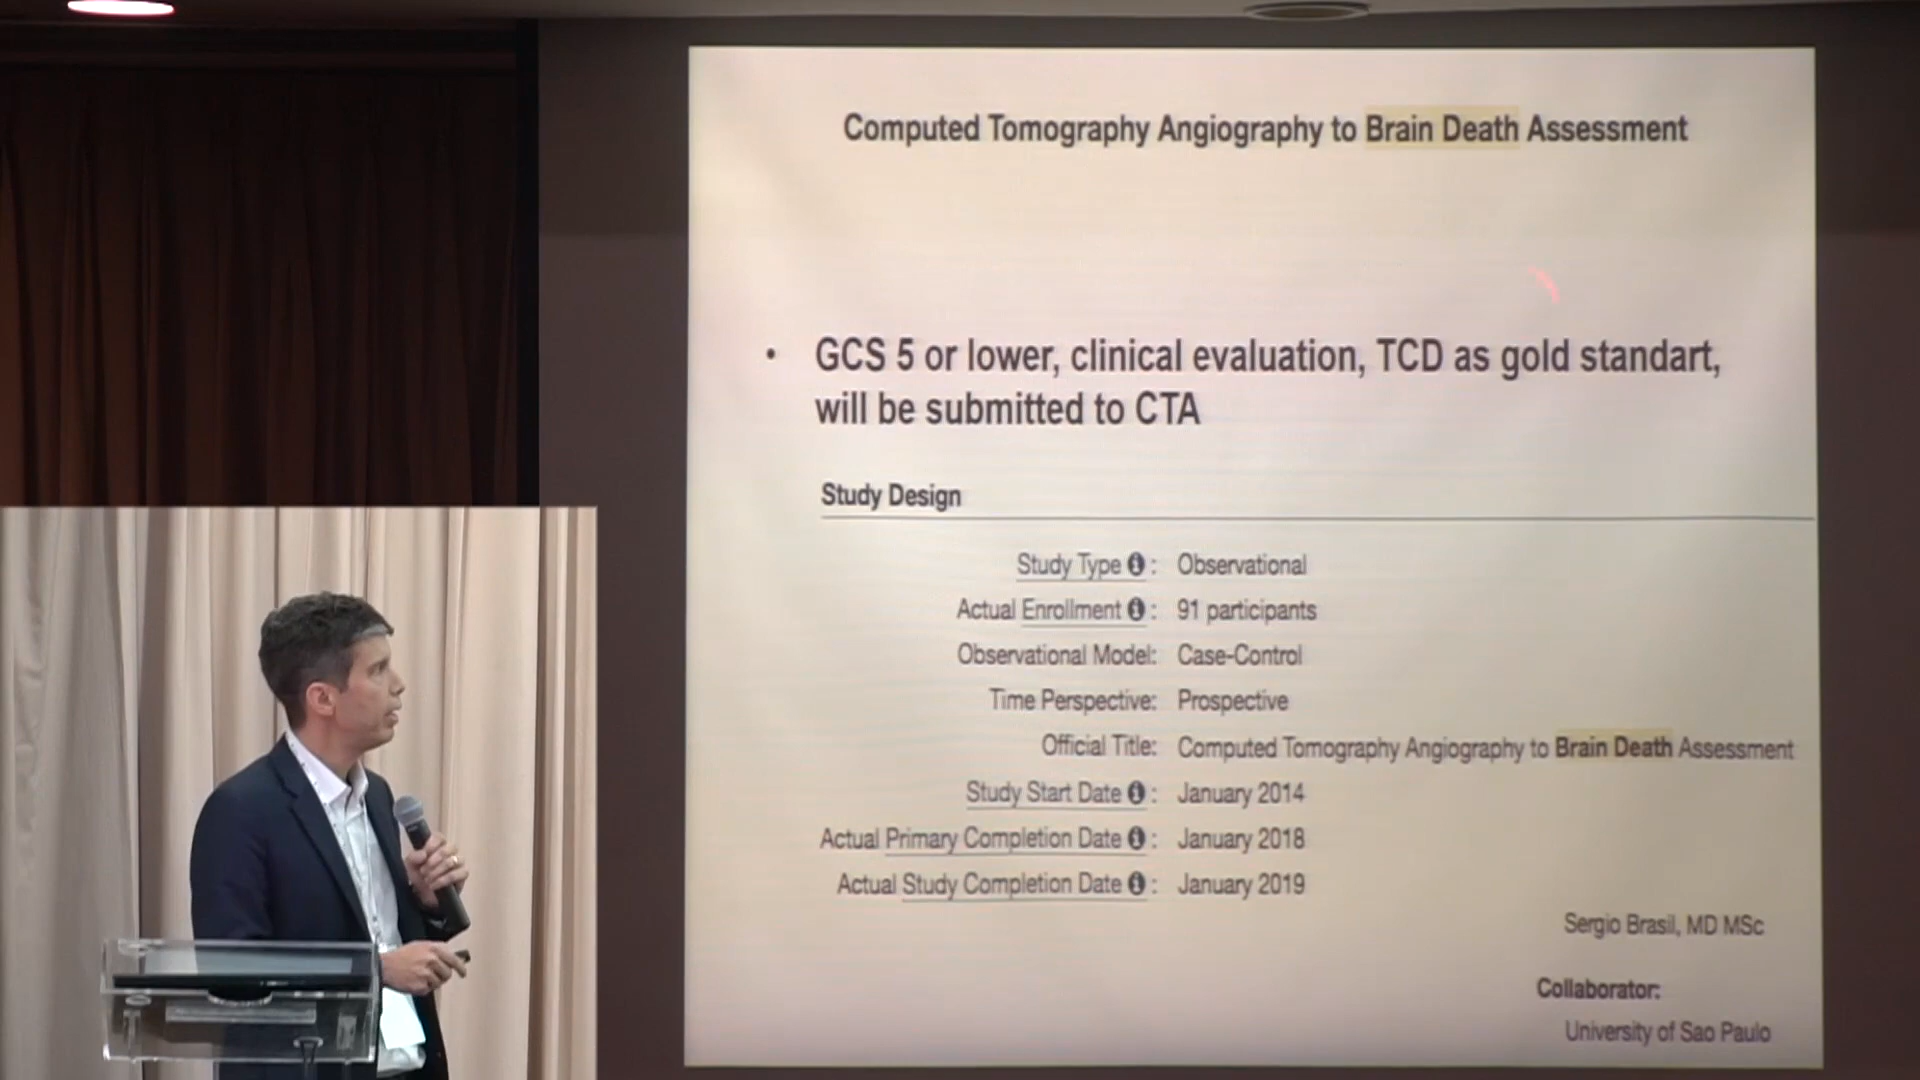 Computed Tomography Angiography to Brain Death Assessment
• GCS 5 or lower, clinical evaluation, TCD as gold standart,
will be submitted to CTA
Study Design
Study Type : Observational
Actual Enrollment : 91 participants
Observational Model: Case-Control
Time Perspective: Prospective
Official Title: Computed Tomography Angiography to Brain Death Assessment
Study Start Date : January 2014
Actual Primary Completion Date : January 2018
Actual Study Completion Date : January 2019
Sergio Brasil, MD MSc
Collaborator:
University of Sao Paulo